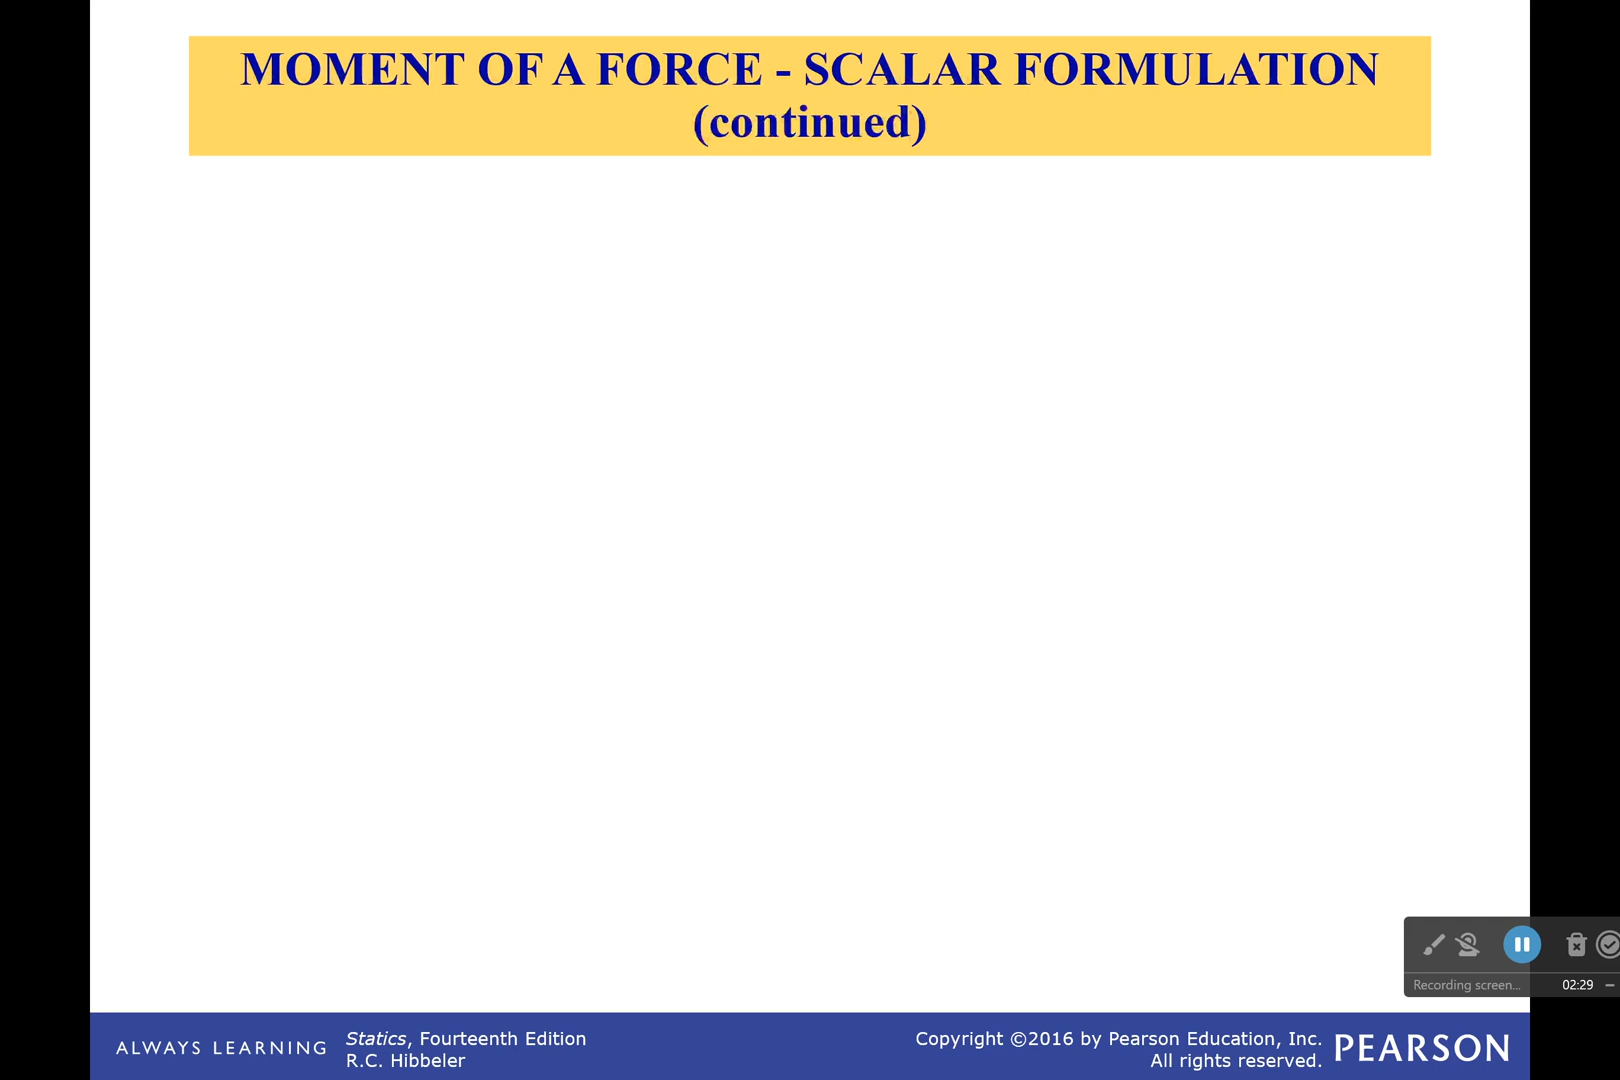 MOMENT OF A FORCE - SCALAR FORMULATION
(continued)
Recording screen...
02:29
ALWAYS LEARNING
Statics, Fourteenth Edition
R.C. Hibbeler
Copyright ©2016 by Pearson Education, Inc.
All rights reserved.
PEARSON